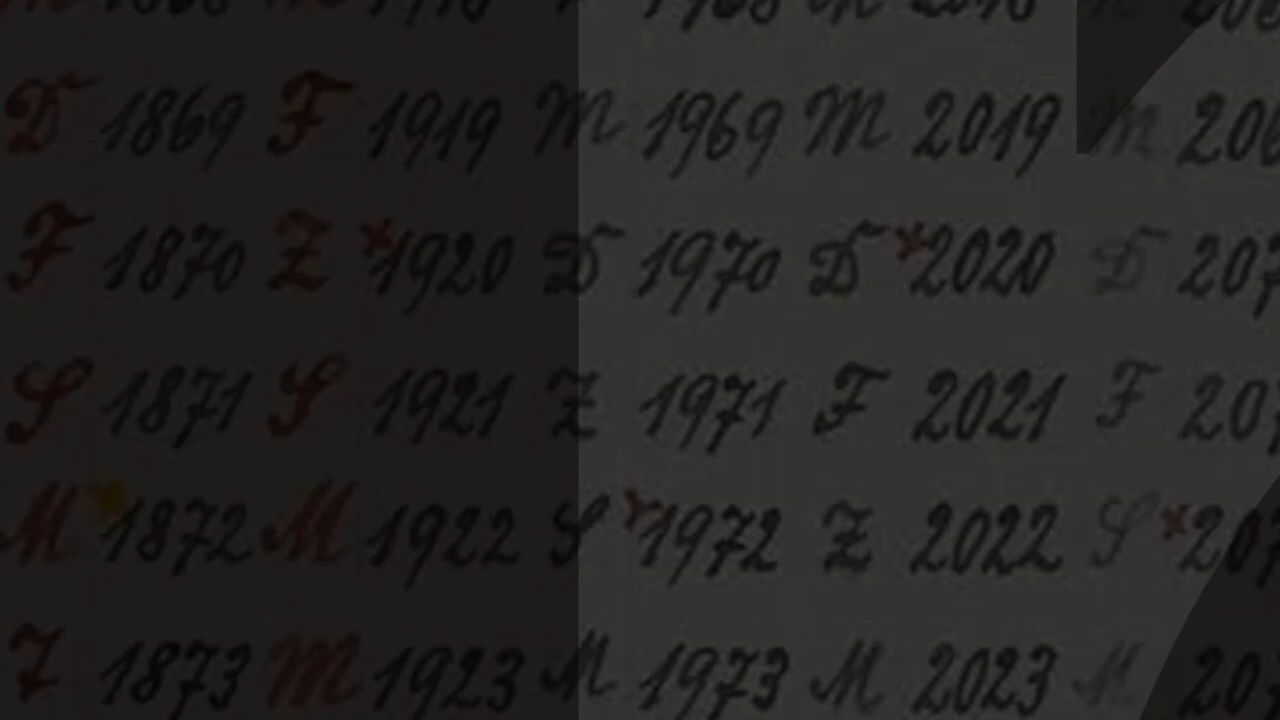 D 1869 F 1919 M 1969 M 2019 M
F 1870 Z ×1920 D 1970 D ×2020 D
S 1871 S 1921 Z 1971 F 2021 F
M 1872 M 1922 S 1972 Z 2022 S
Z 1873 M 1923 M 1973 M 2023 M